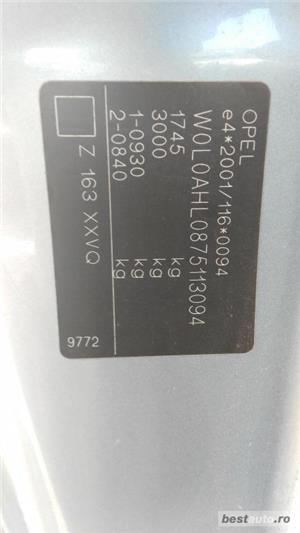 OPEL
e4*2001/116*0094
W0L0AHL0875113094
1745 kg
3000 kg
1-0930 kg
2-0840 kg
Z 163 XXVQ
9772
bestauto.ro